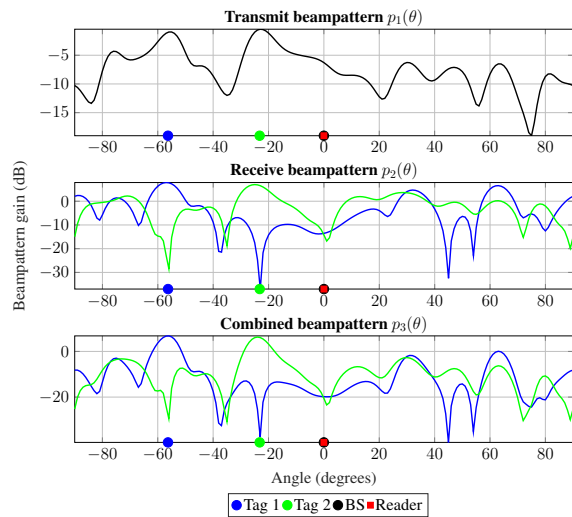 Transmit beampattern p₁(θ)
−5
−10
−15
−80 −60 −40 −20 0 20 40 60 80
Receive beampattern p₂(θ)
Beampattern gain (dB)
0
−10
−20
−30
−80 −60 −40 −20 0 20 40 60 80
Combined beampattern p₃(θ)
0
−20
−80 −60 −40 −20 0 20 40 60 80
Angle (degrees)
Tag 1 Tag 2 BS Reader